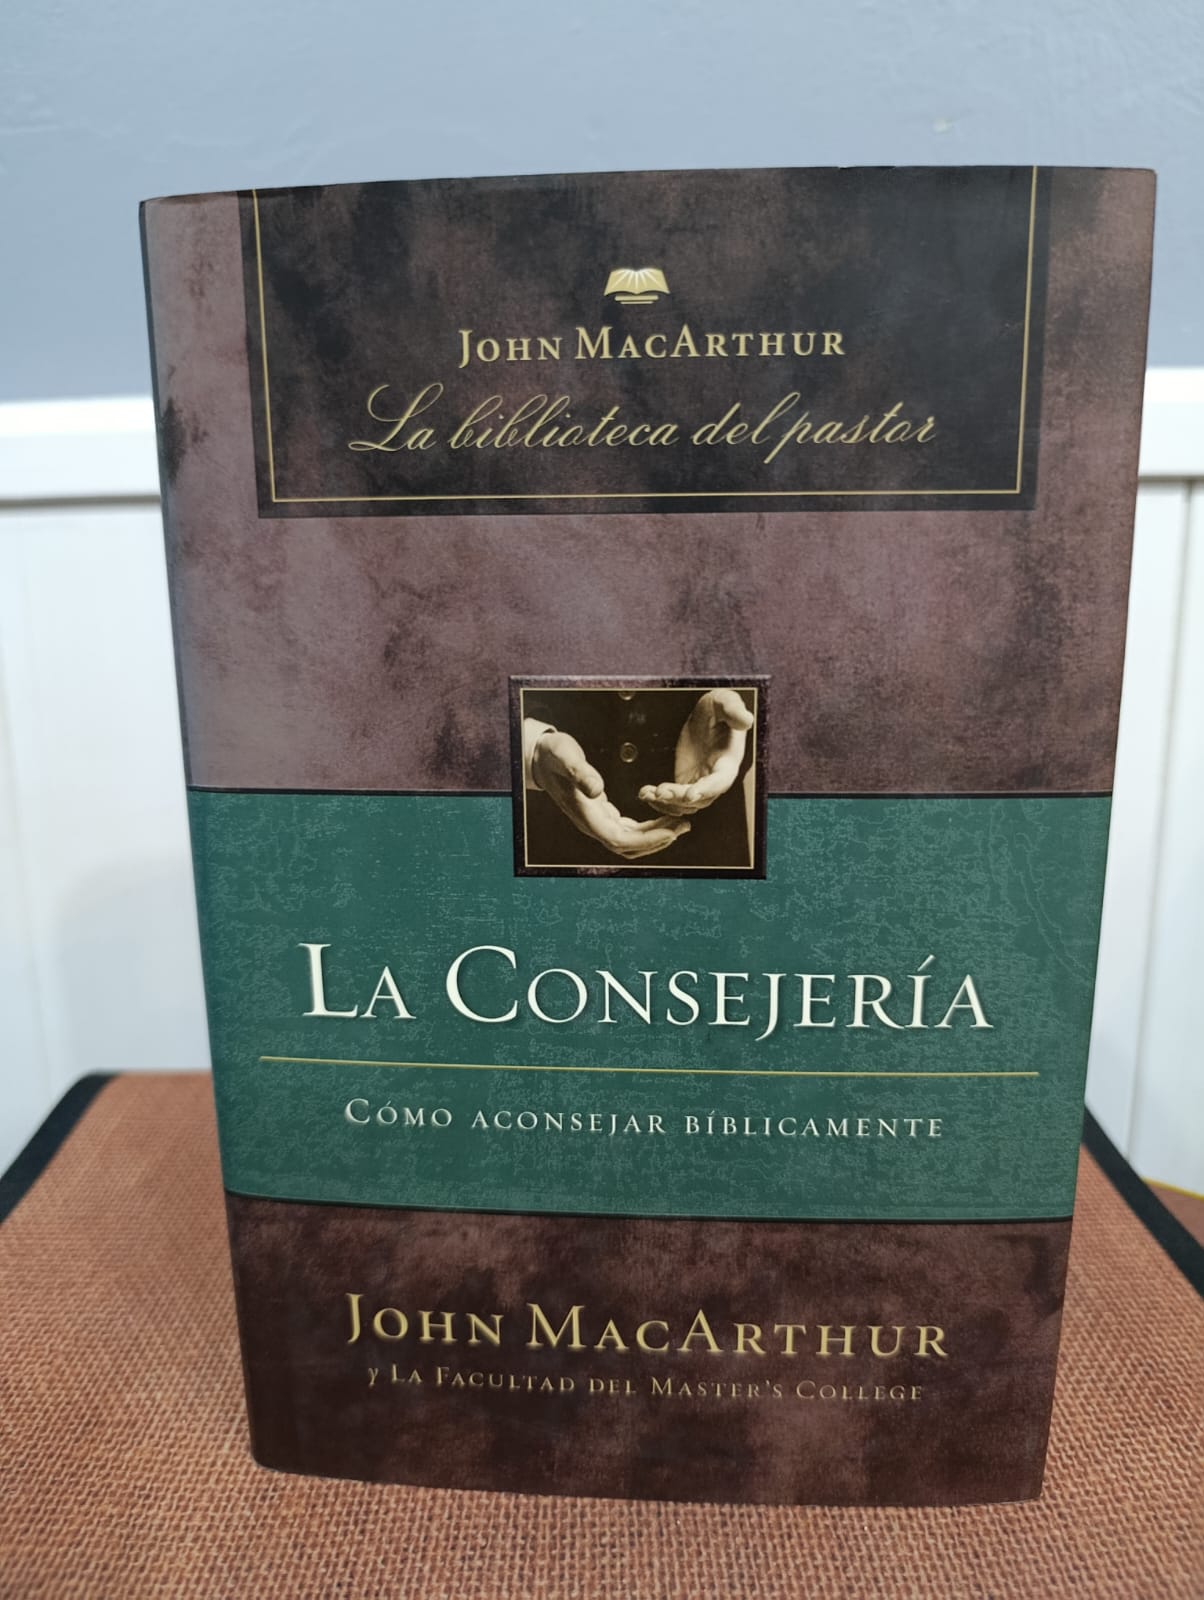 JOHN MACARTHUR
La biblioteca del pastor
LA CONSEJERÍA
CÓMO ACONSEJAR BÍBLICAMENTE
JOHN MACARTHUR
Y LA FACULTAD DEL MASTER'S COLLEGE